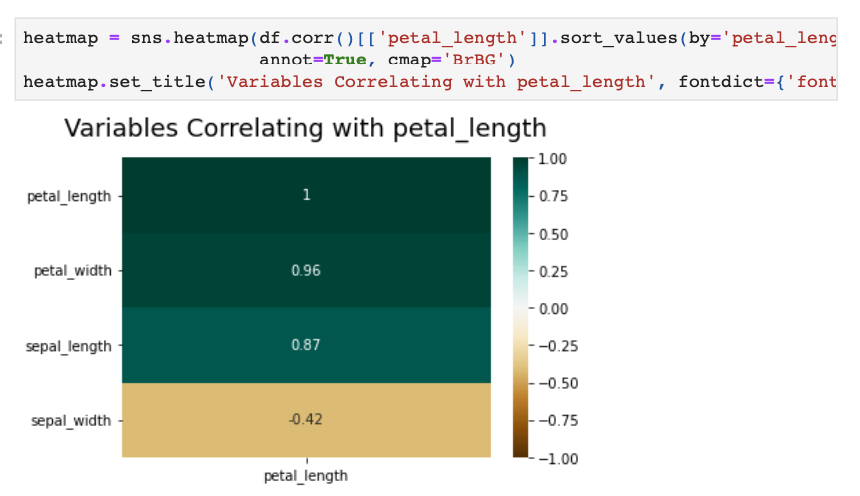 heatmap = sns.heatmap(df.corr()[['petal_length']].sort_values(by='petal_leng
annot=True, cmap='BrBG')
heatmap.set_title('Variables Correlating with petal_length', fontdict={'font
Variables Correlating with petal_length
petal_length
1
petal_width
0.96
sepal_length
0.87
sepal_width
-0.42
petal_length
1.00
0.75
0.50
0.25
0.00
−0.25
−0.50
−0.75
−1.00